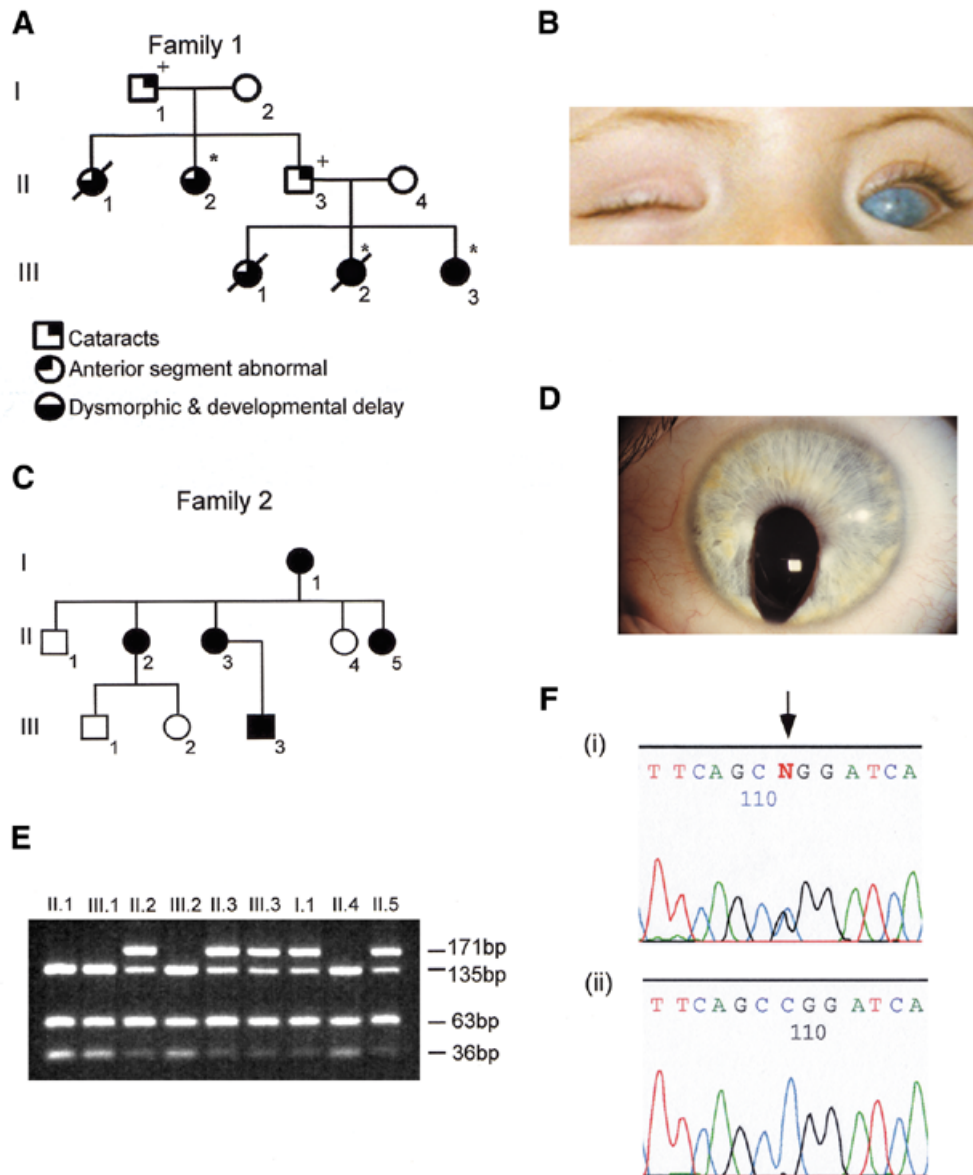 A
Family 1
I
+
1
2
II
1
*
2
+
3
4
III
1
*
2
*
3
Cataracts
Anterior segment abnormal
Dysmorphic & developmental delay
B
C
Family 2
I
1
II
1
2
3
4
5
III
1
2
3
D
E
II.1 III.1 II.2 III.2 II.3 III.3 I.1 II.4 II.5
171bp
135bp
63bp
36bp
F
(i)
T T C A G C N G G A T C A
110
(ii)
T T C A G C C G G A T C A
110